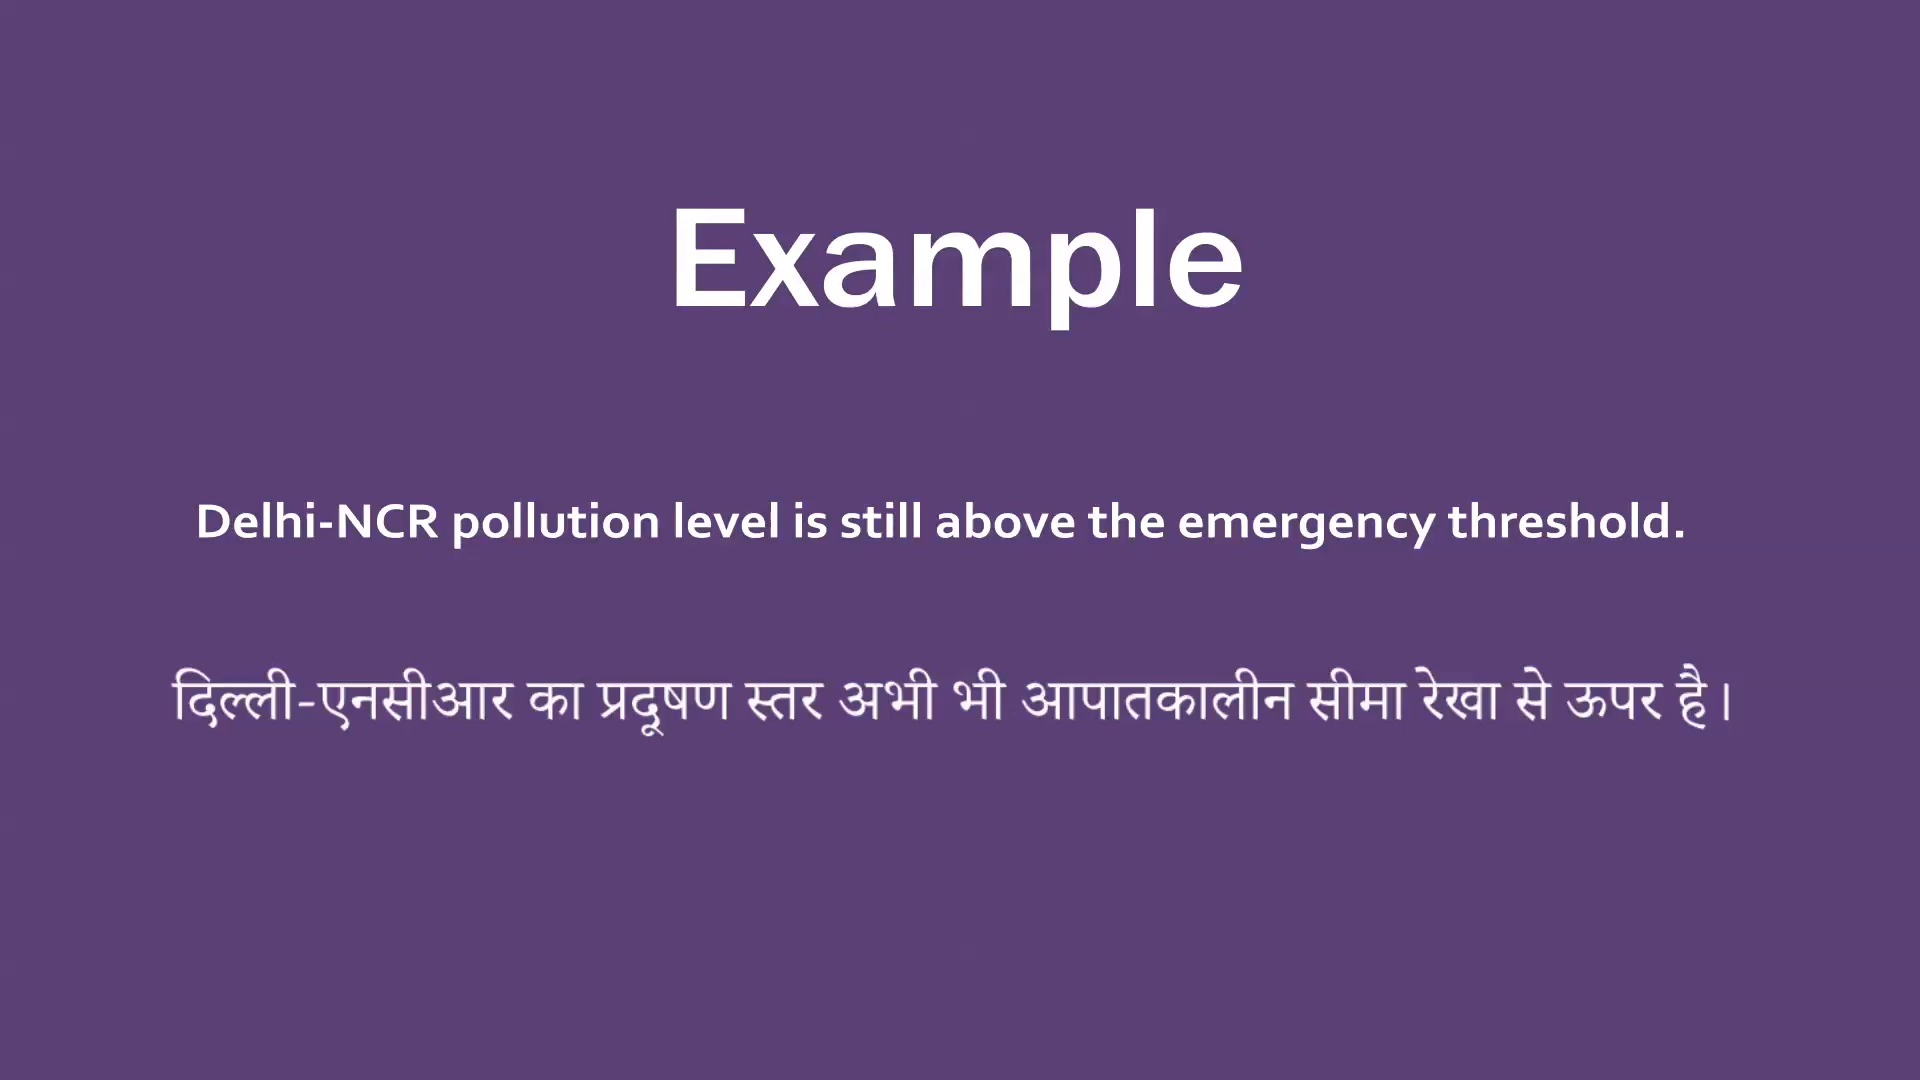 Example
Delhi-NCR pollution level is still above the emergency threshold.
दिल्ली-एनसीआर का प्रदूषण स्तर अभी भी आपातकालीन सीमा रेखा से ऊपर है।